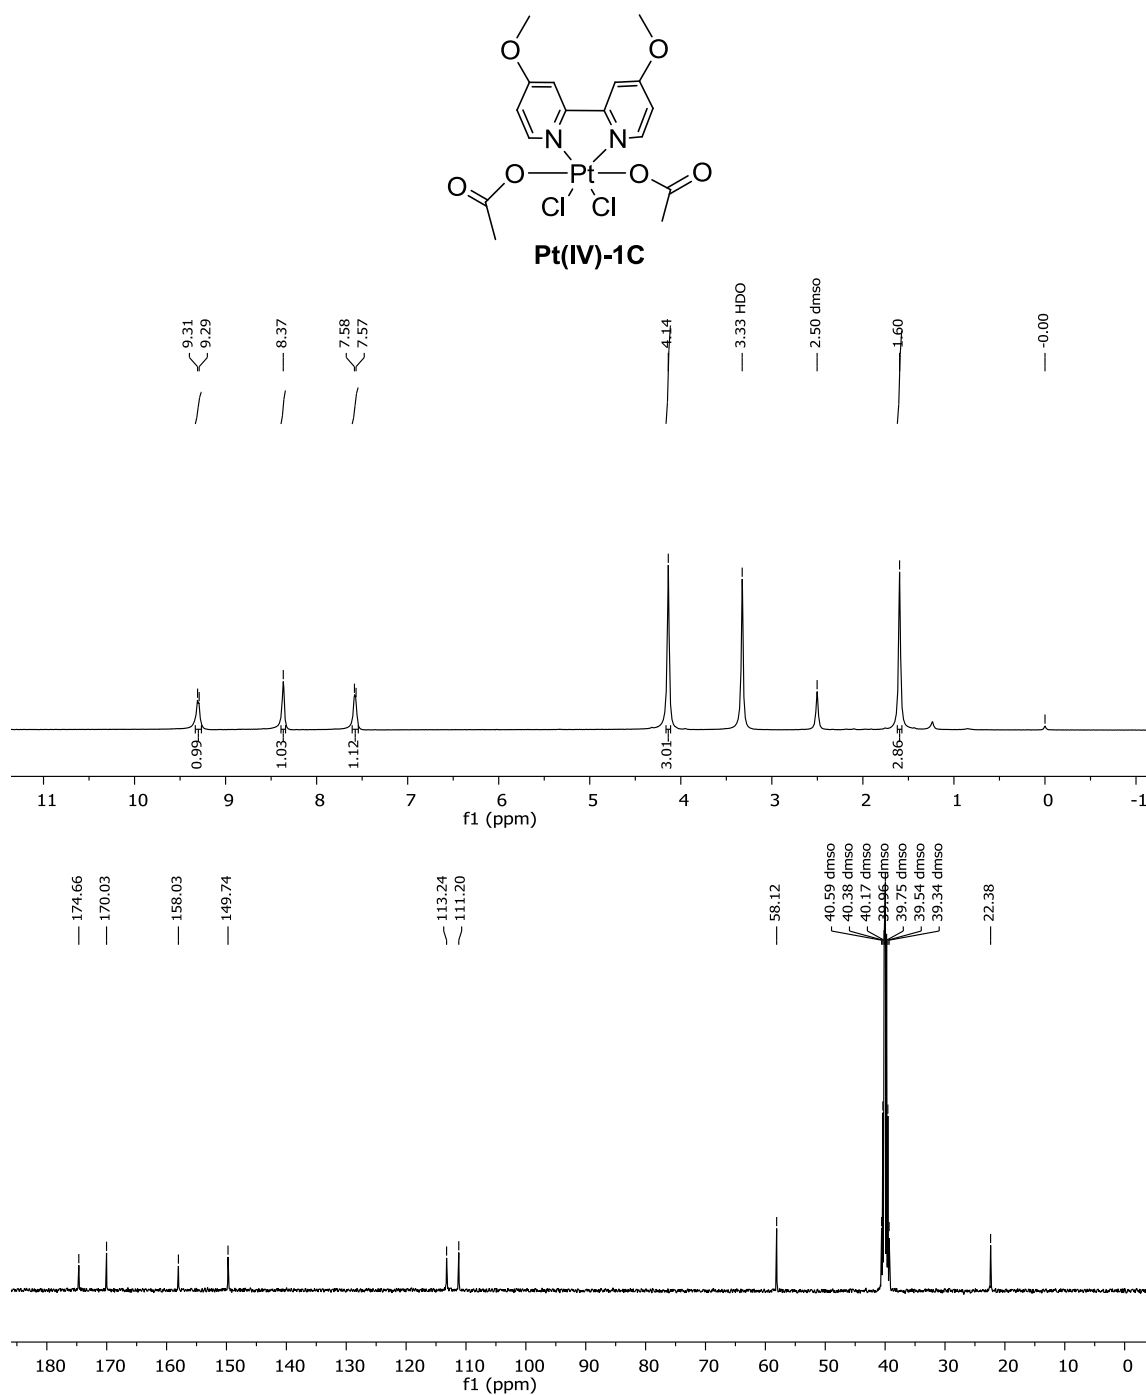 O O
N N
O O Pt O O
Cl Cl
Pt(IV)-1C
9.31
9.29
8.37
7.58
7.57
4.14
3.33 HDO
2.50 dmso
1.60
-0.00
0.99
1.03
1.12
3.01
2.86
11 10 9 8 7 6 5 4 3 2 1 0 -1
f1 (ppm)
174.66
170.03
158.03
149.74
113.24
111.20
58.12
40.59 dmso
40.38 dmso
40.17 dmso
39.96 dmso
39.75 dmso
39.54 dmso
39.34 dmso
22.38
180 170 160 150 140 130 120 110 100 90 80 70 60 50 40 30 20 10 0
f1 (ppm)